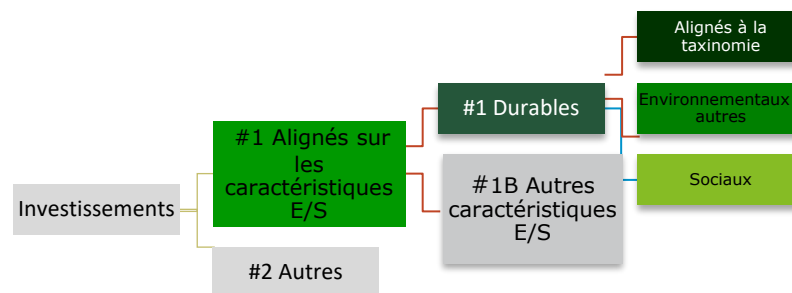 Investissements
#1 Alignés sur
les
caractéristiques
E/S
#2 Autres
#1 Durables
#1B Autres
caractéristiques
E/S
Alignés à la
taxinomie
Environnementaux
autres
Sociaux